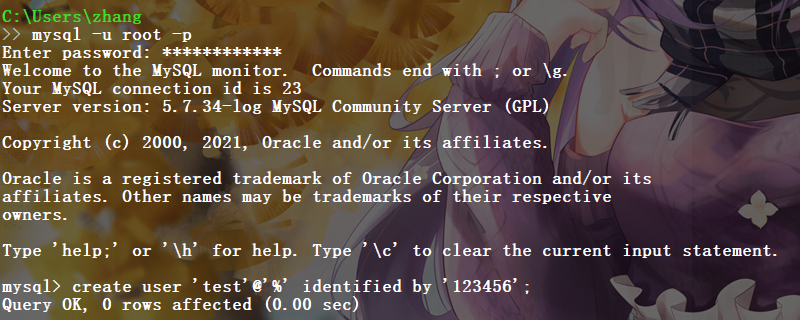 C:\Users\zhang
>> mysql -u root -p
Enter password: ************
Welcome to the MySQL monitor.  Commands end with ; or \g.
Your MySQL connection id is 23
Server version: 5.7.34-log MySQL Community Server (GPL)
Copyright (c) 2000, 2021, Oracle and/or its affiliates.
Oracle is a registered trademark of Oracle Corporation and/or its
affiliates. Other names may be trademarks of their respective
owners.
Type 'help;' or '\h' for help. Type '\c' to clear the current input statement.
mysql> create user 'test'@'%' identified by '123456';
Query OK, 0 rows affected (0.00 sec)